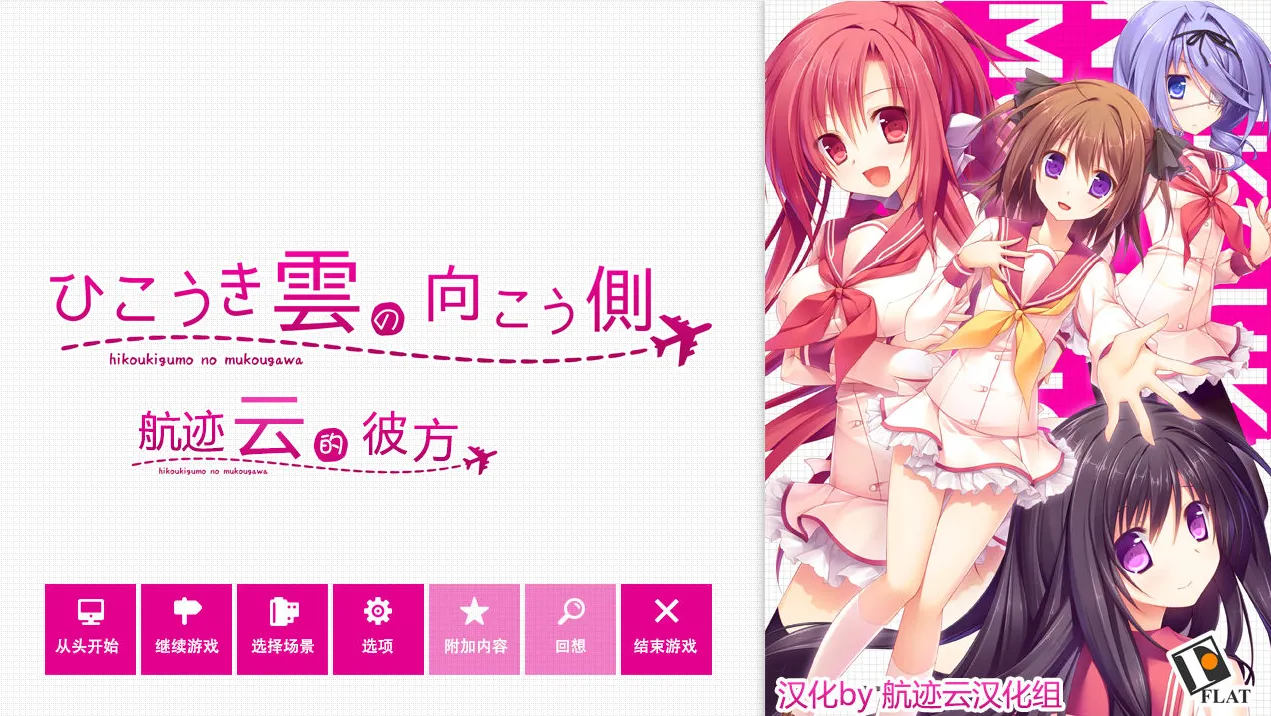 ひこうき雲の向こう側
hikoukigumo no mukougawa
航迹云的彼方
hikoukigumo no mukougawa
从头开始
继续游戏
选择场景
选项
附加内容
回想
结束游戏
汉化by 航迹云汉化组
FLAT